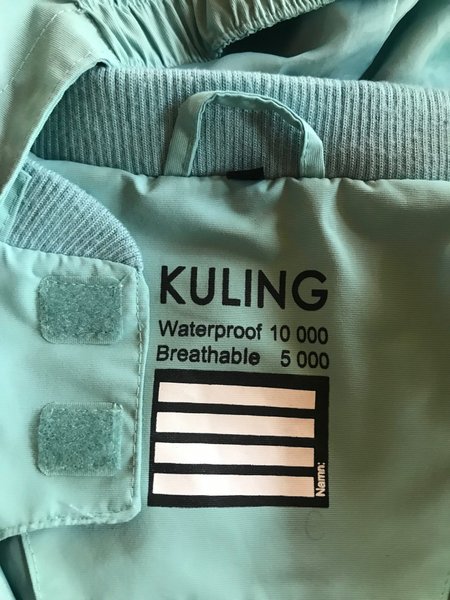 KULING
Waterproof 10 000
Breathable 5 000
Namn: